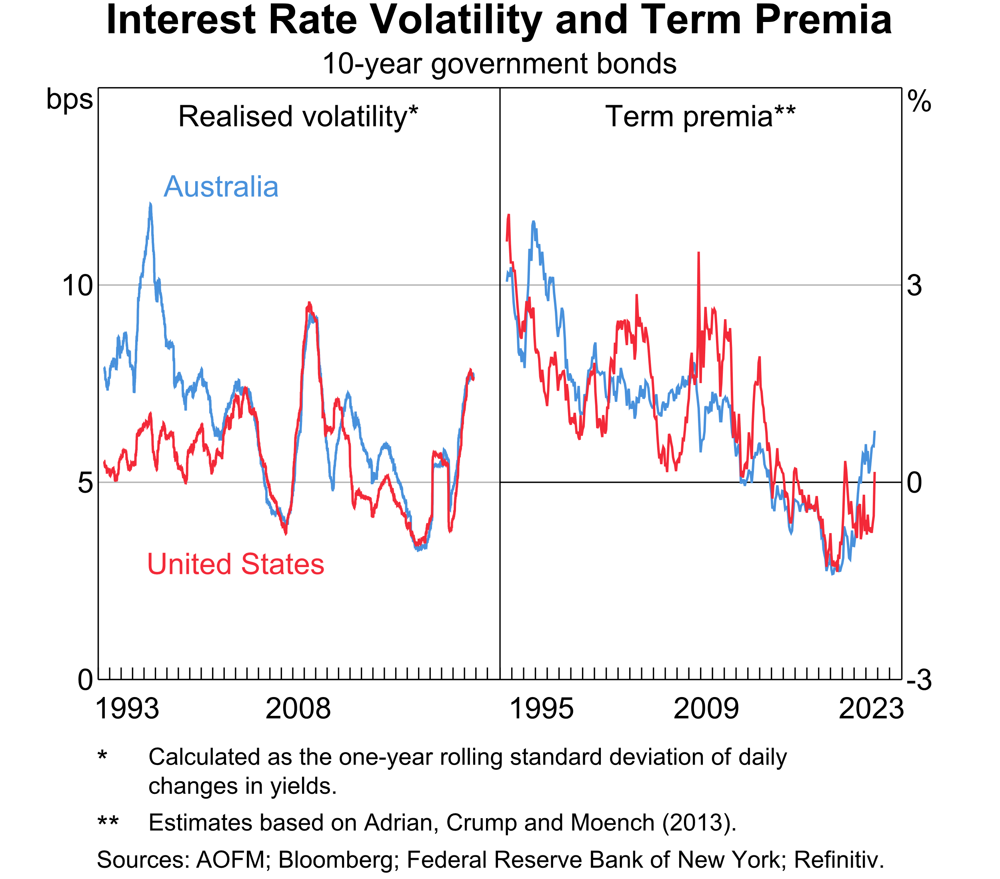 Interest Rate Volatility and Term Premia
10-year government bonds
bps
%
Realised volatility*
Term premia**
Australia
10
3
5
0
United States
0
-3
1993
2008
1995
2009
2023
* Calculated as the one-year rolling standard deviation of daily
changes in yields.
** Estimates based on Adrian, Crump and Moench (2013).
Sources: AOFM; Bloomberg; Federal Reserve Bank of New York; Refinitiv.